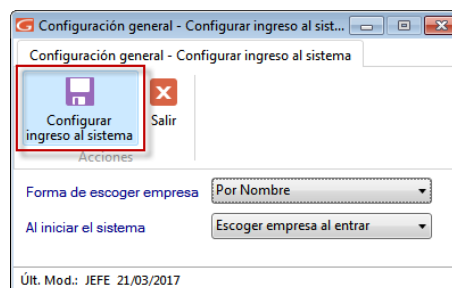 Configuración general - Configurar ingreso al sist...
Configuración general - Configurar ingreso al sistema
Configurar
ingreso al sistema
Salir
Acciones
Forma de escoger empresa Por Nombre
Al iniciar el sistema Escoger empresa al entrar
Últ. Mod.: JEFE 21/03/2017